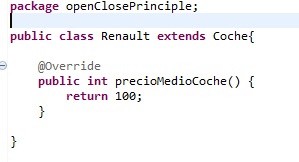 package openClosePrinciple;
public class Renault extends Coche{
@Override
public int precioMedioCoche() {
return 100;
}
}